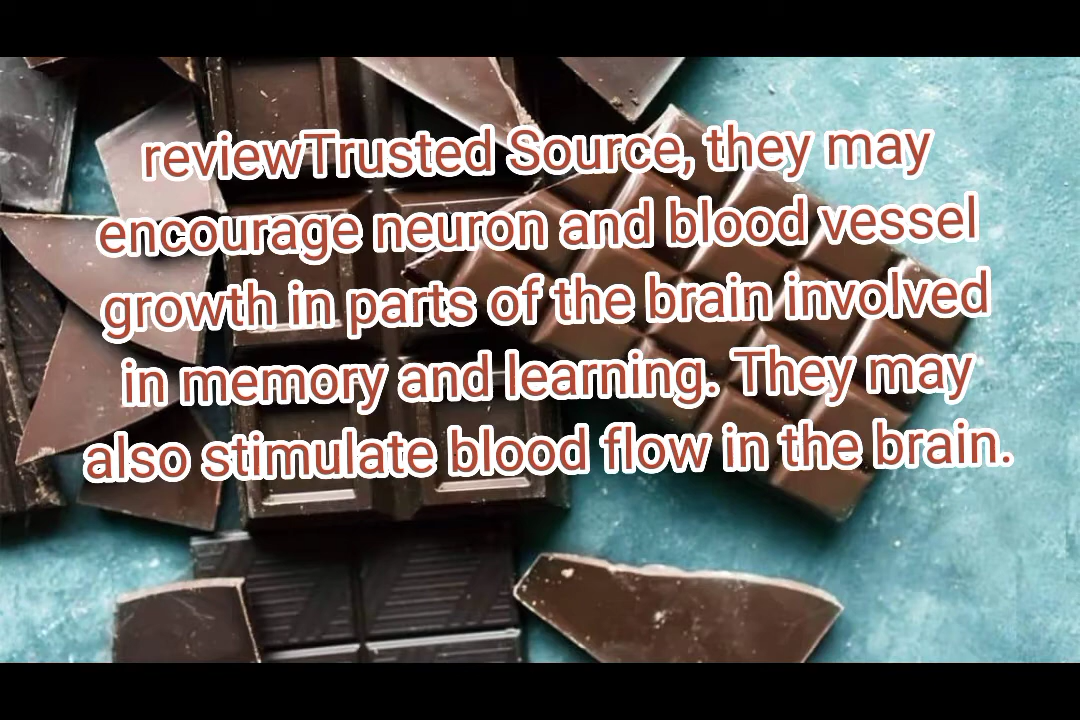 reviewTrusted Source, they may
encourage neuron and blood vessel
growth in parts of the brain involved
in memory and learning. They may
also stimulate blood flow in the brain.